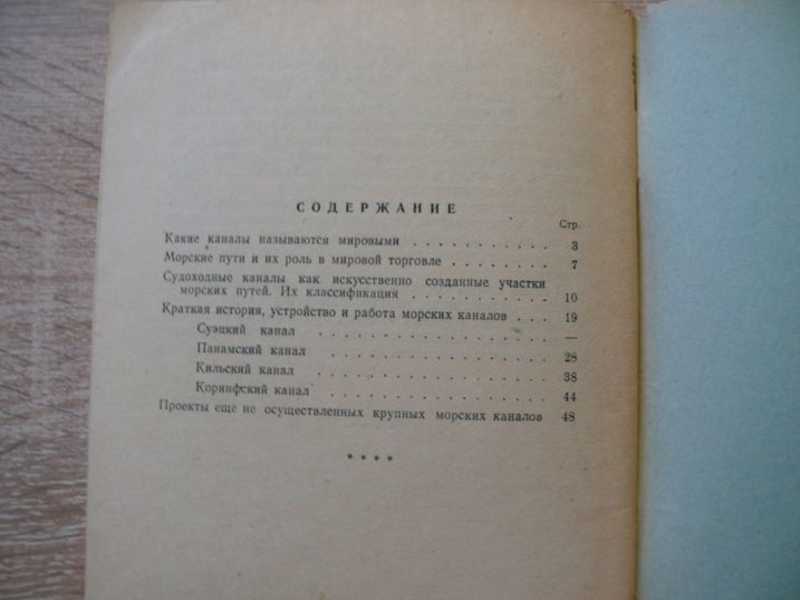 СОДЕРЖАНИЕ
Стр.
Какие каналы называются мировыми . . . . . . . . . . . 3
Морские пути и их роль в мировой торговле . . . . . . . . 7
Судоходные каналы как искусственно созданные участки
морских путей. Их классификация . . . . . . . . . . . 10
Краткая история, устройство и работа морских каналов . . . 19
Суэцкий канал . . . . . . . . . . . . . . . . . . —
Панамский канал . . . . . . . . . . . . . . . . . 28
Кильский канал . . . . . . . . . . . . . . . . . . 38
Коринфский канал . . . . . . . . . . . . . . . . . 44
Проекты еще не осуществленных крупных морских каналов 48
* * * *